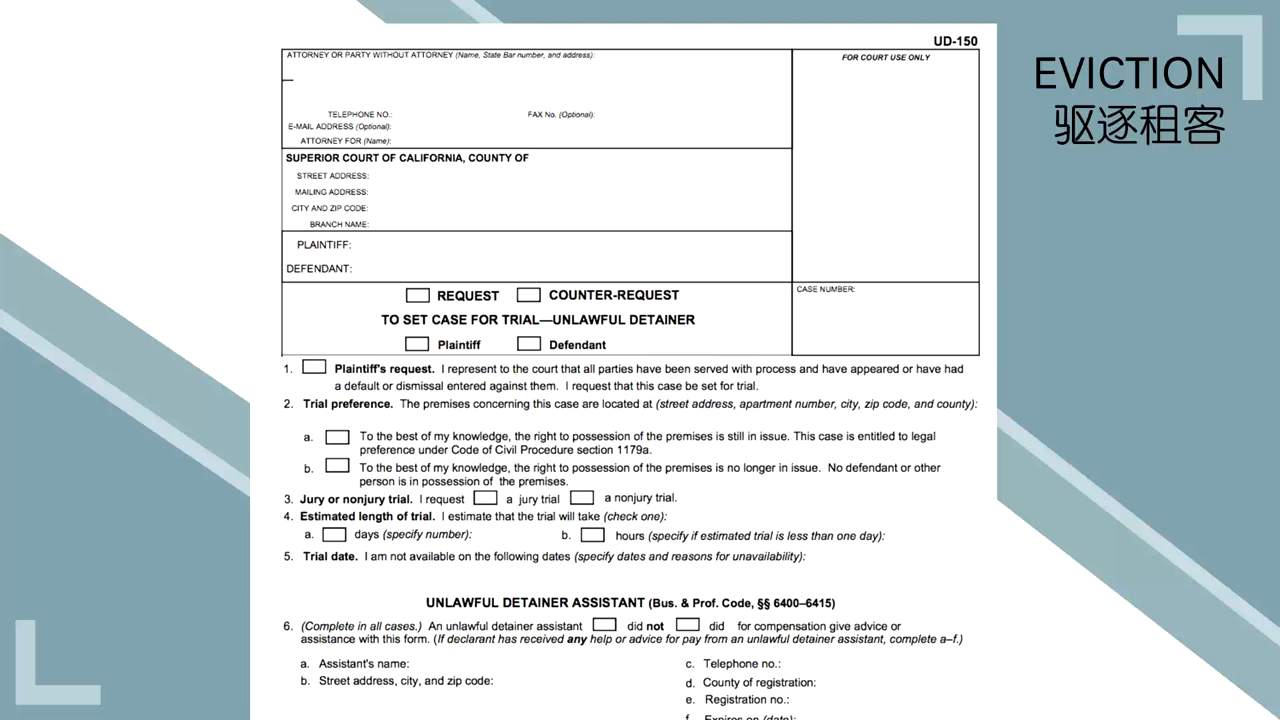 UD-150
ATTORNEY OR PARTY WITHOUT ATTORNEY (Name, State Bar number, and address):
FOR COURT USE ONLY
EVICTION
驱逐租客
TELEPHONE NO.: FAX No. (Optional):
E-MAIL ADDRESS (Optional):
ATTORNEY FOR (Name):
SUPERIOR COURT OF CALIFORNIA, COUNTY OF
STREET ADDRESS:
MAILING ADDRESS:
CITY AND ZIP CODE:
BRANCH NAME:
PLAINTIFF:
DEFENDANT:
CASE NUMBER:
REQUEST COUNTER-REQUEST
TO SET CASE FOR TRIAL—UNLAWFUL DETAINER
Plaintiff Defendant
1. Plaintiff's request. I represent to the court that all parties have been served with process and have appeared or have had
a default or dismissal entered against them. I request that this case be set for trial.
2. Trial preference. The premises concerning this case are located at (street address, apartment number, city, zip code, and county):
a. To the best of my knowledge, the right to possession of the premises is still in issue. This case is entitled to legal
preference under Code of Civil Procedure section 1179a.
b. To the best of my knowledge, the right to possession of the premises is no longer in issue. No defendant or other
person is in possession of the premises.
3. Jury or nonjury trial. I request a jury trial a nonjury trial.
4. Estimated length of trial. I estimate that the trial will take (check one):
a. days (specify number): b. hours (specify if estimated trial is less than one day):
5. Trial date. I am not available on the following dates (specify dates and reasons for unavailability):
UNLAWFUL DETAINER ASSISTANT (Bus. & Prof. Code, §§ 6400–6415)
6. (Complete in all cases.) An unlawful detainer assistant did not did for compensation give advice or
assistance with this form. (If declarant has received any help or advice for pay from an unlawful detainer assistant, complete a–f.)
a. Assistant's name: c. Telephone no.:
b. Street address, city, and zip code: d. County of registration:
e. Registration no.:
f. Expires on (date):